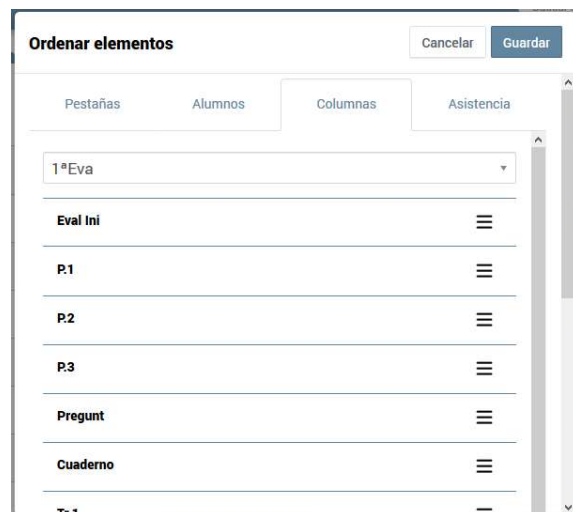 Ordenar elementos Cancelar Guardar
Pestañas Alumnos Columnas Asistencia
1ªEva
Eval Ini
P.1
P.2
P.3
Pregunt
Cuaderno